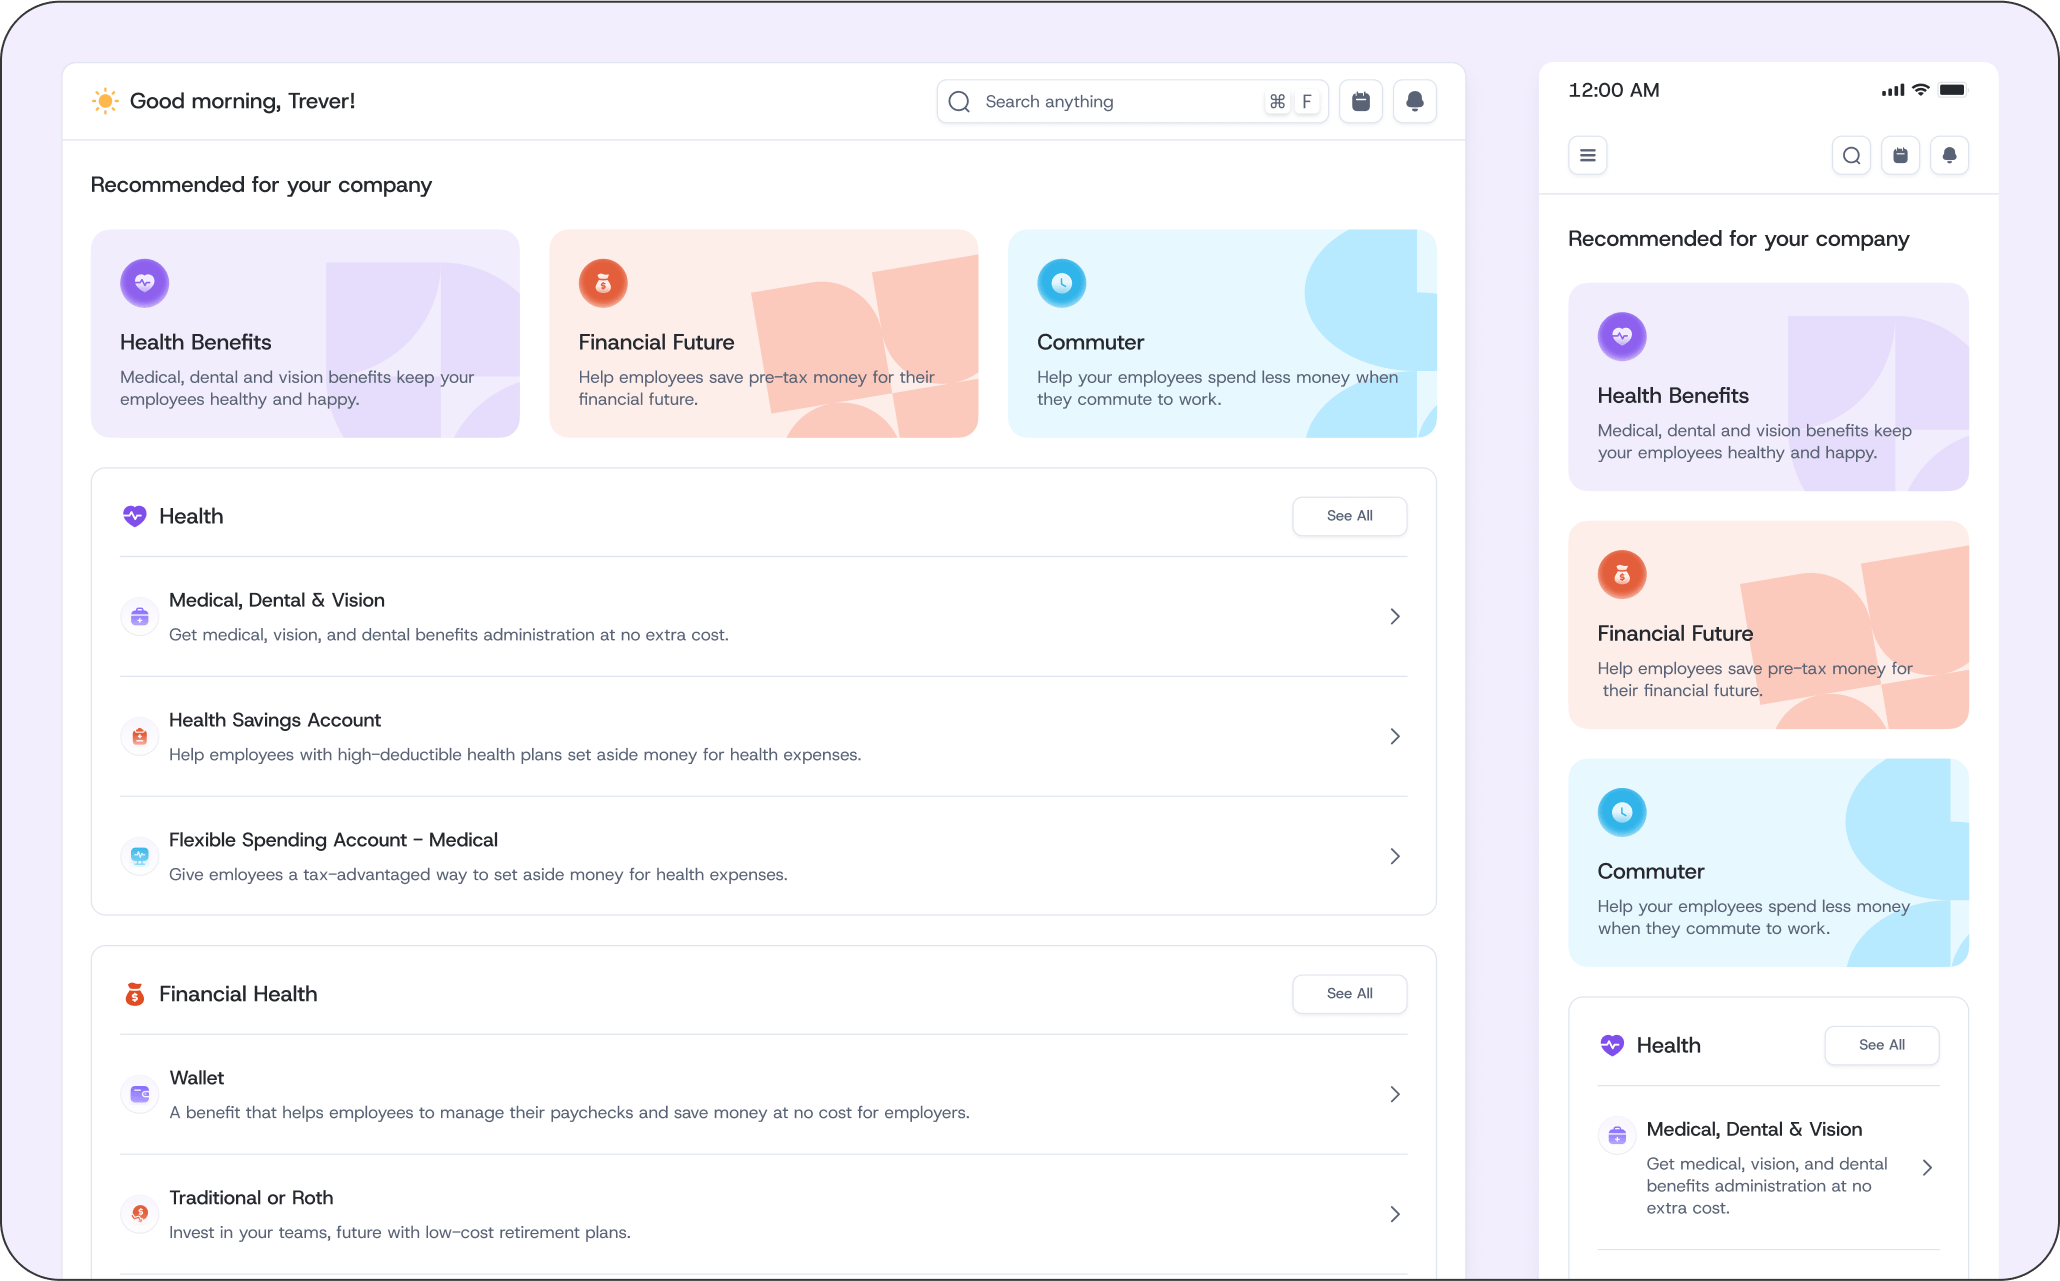 Good morning, Trever!
Search anything
⌘ F
Recommended for your company
Health Benefits
Medical, dental and vision benefits keep your
employees healthy and happy.
Financial Future
Help employees save pre-tax money for their
financial future.
Commuter
Help your employees spend less money when
they commute to work.
Health
See All
Medical, Dental & Vision
Get medical, vision, and dental benefits administration at no extra cost.
Health Savings Account
Help employees with high-deductible health plans set aside money for health expenses.
Flexible Spending Account - Medical
Give emloyees a tax-advantaged way to set aside money for health expenses.
Financial Health
See All
Wallet
A benefit that helps employees to manage their paychecks and save money at no cost for employers.
Traditional or Roth
Invest in your teams, future with low-cost retirement plans.
12:00 AM
Recommended for your company
Health Benefits
Medical, dental and vision benefits keep
your employees healthy and happy.
Financial Future
Help employees save pre-tax money for
their financial future.
Commuter
Help your employees spend less money
when they commute to work.
Health
See All
Medical, Dental & Vision
Get medical, vision, and dental
benefits administration at no
extra cost.